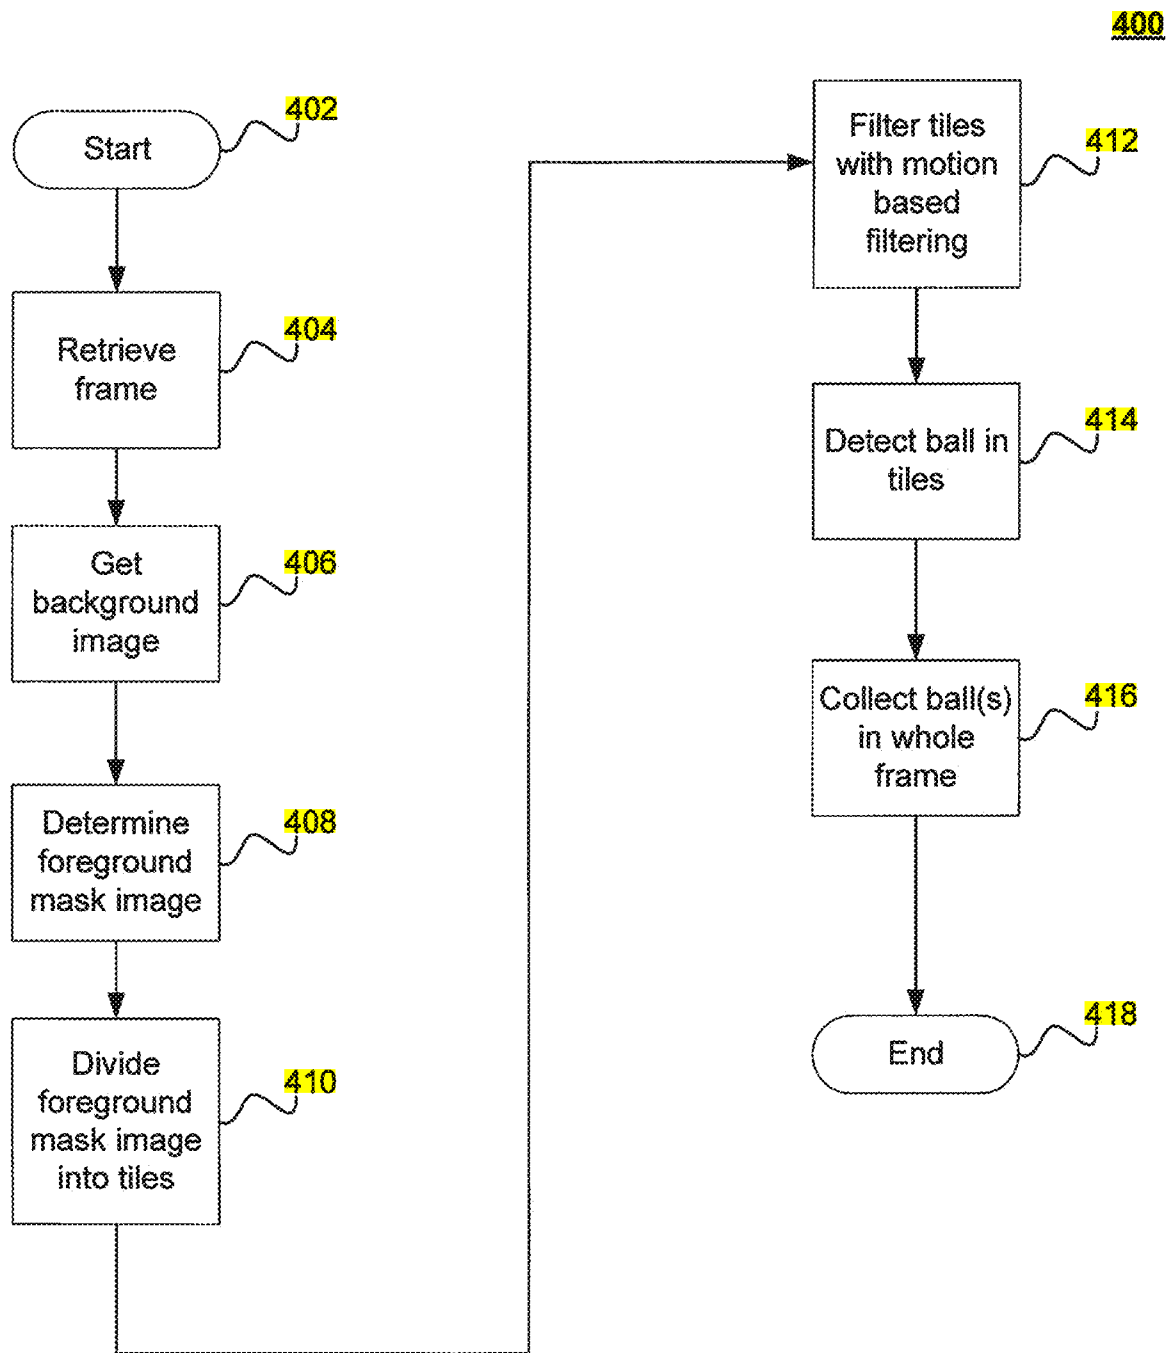 400
Start
402
Retrieve
frame
404
Get
background
image
406
Determine
foreground
mask image
408
Divide
foreground
mask image
into tiles
410
Filter tiles
with motion
based
filtering
412
Detect ball in
tiles
414
Collect ball(s)
in whole
frame
416
End
418